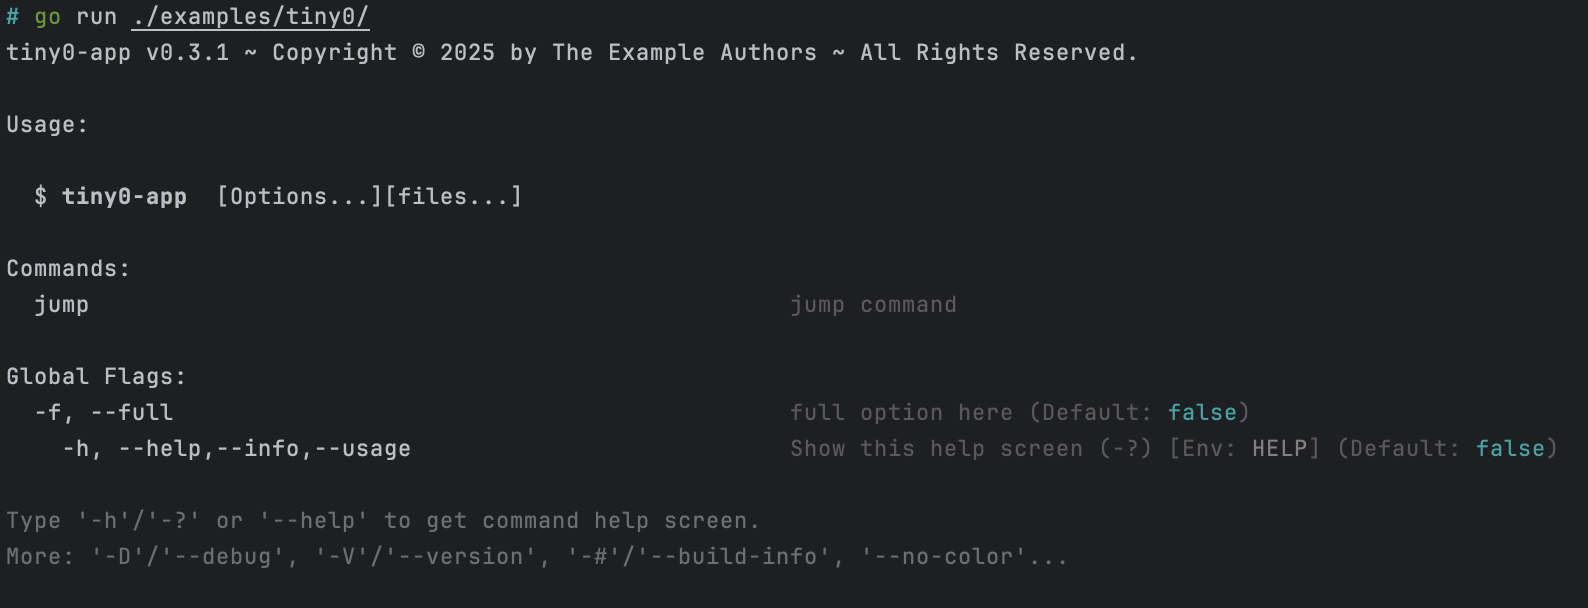 # go run ./examples/tiny0/
tiny0-app v0.3.1 ~ Copyright © 2025 by The Example Authors ~ All Rights Reserved.
Usage:
$ tiny0-app  [Options...][files...]
Commands:
jump jump command
Global Flags:
-f, --full full option here (Default: false)
-h, --help,--info,--usage Show this help screen (-?) [Env: HELP] (Default: false)
Type '-h'/'-?' or '--help' to get command help screen.
More: '-D'/'--debug', '-V'/'--version', '-#'/'--build-info', '--no-color'...